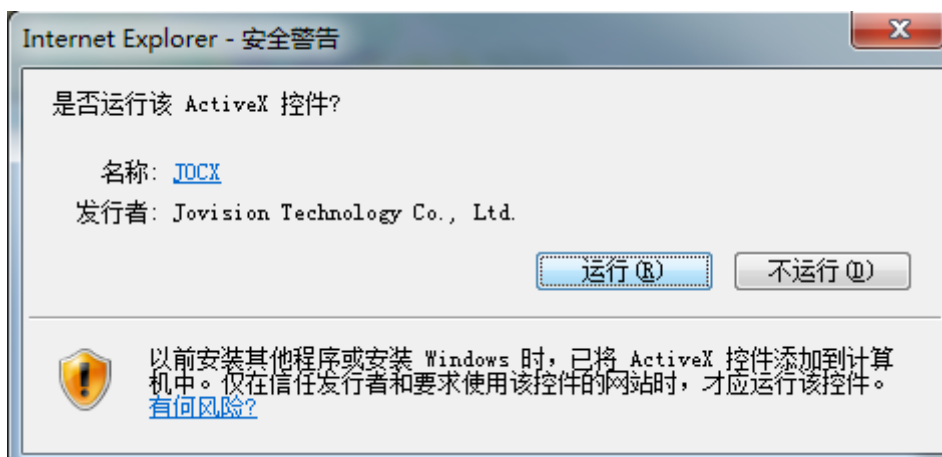 Internet Explorer - 安全警告
是否运行该 ActiveX 控件?
名称: JOCX
发行者: Jovision Technology Co., Ltd.
运行(R) 不运行(D)
以前安装其他程序或安装 Windows 时，已将 ActiveX 控件添加到计算
机中。仅在信任发行者和要求使用该控件的网站时，才应运行该控件。
有何风险?